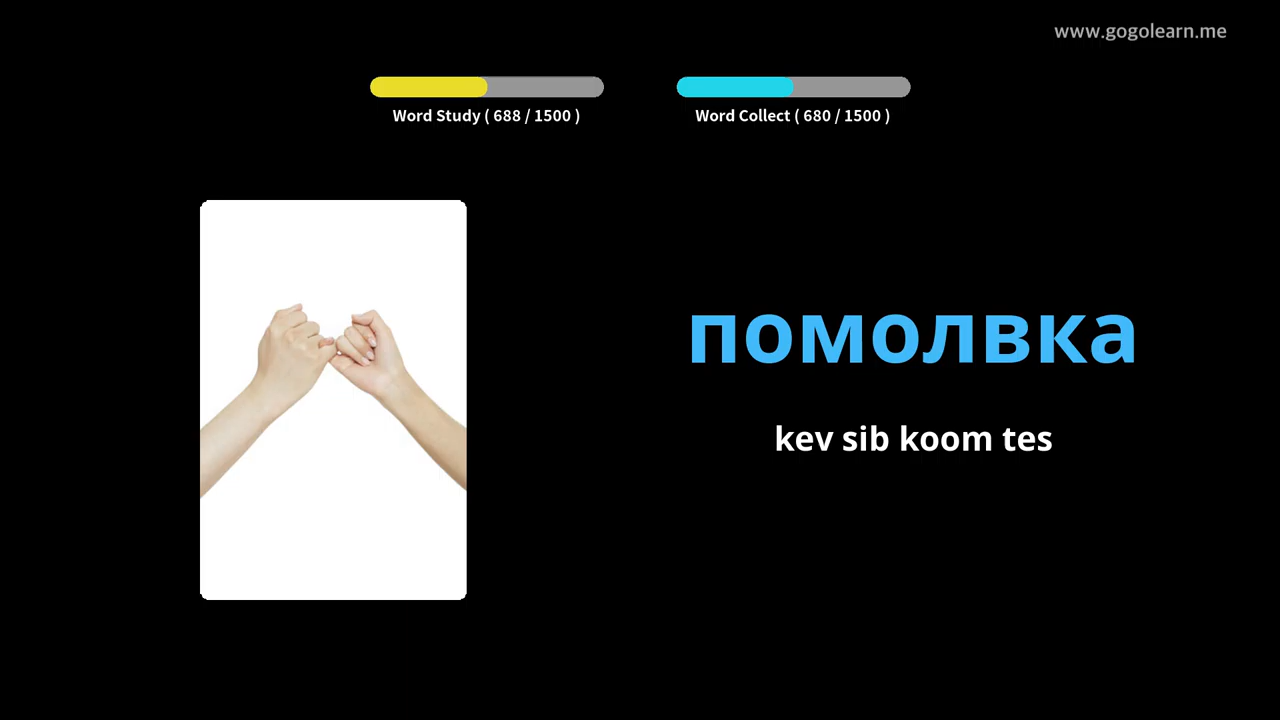 www.gogolearn.me
Word Study ( 688 / 1500 )
Word Collect ( 680 / 1500 )
помолвка
kev sib koom tes